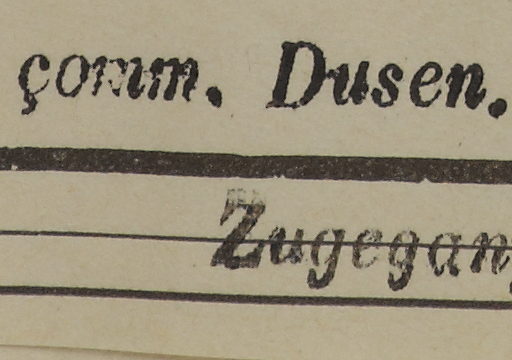 çomm. Dusen.
Zugegan